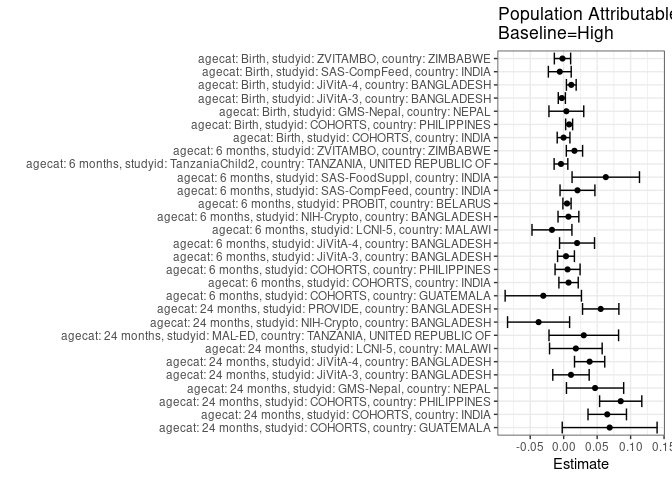 Population Attributable
Baseline=High
agecat: Birth, studyid: ZVITAMBO, country: ZIMBABWE
agecat: Birth, studyid: SAS-CompFeed, country: INDIA
agecat: Birth, studyid: JiVitA-4, country: BANGLADESH
agecat: Birth, studyid: JiVitA-3, country: BANGLADESH
agecat: Birth, studyid: GMS-Nepal, country: NEPAL
agecat: Birth, studyid: COHORTS, country: PHILIPPINES
agecat: Birth, studyid: COHORTS, country: INDIA
agecat: 6 months, studyid: ZVITAMBO, country: ZIMBABWE
agecat: 6 months, studyid: TanzaniaChild2, country: TANZANIA, UNITED REPUBLIC OF
agecat: 6 months, studyid: SAS-FoodSuppl, country: INDIA
agecat: 6 months, studyid: SAS-CompFeed, country: INDIA
agecat: 6 months, studyid: PROBIT, country: BELARUS
agecat: 6 months, studyid: NIH-Crypto, country: BANGLADESH
agecat: 6 months, studyid: LCNI-5, country: MALAWI
agecat: 6 months, studyid: JiVitA-4, country: BANGLADESH
agecat: 6 months, studyid: JiVitA-3, country: BANGLADESH
agecat: 6 months, studyid: COHORTS, country: PHILIPPINES
agecat: 6 months, studyid: COHORTS, country: INDIA
agecat: 6 months, studyid: COHORTS, country: GUATEMALA
agecat: 24 months, studyid: PROVIDE, country: BANGLADESH
agecat: 24 months, studyid: NIH-Crypto, country: BANGLADESH
agecat: 24 months, studyid: MAL-ED, country: TANZANIA, UNITED REPUBLIC OF
agecat: 24 months, studyid: LCNI-5, country: MALAWI
agecat: 24 months, studyid: JiVitA-4, country: BANGLADESH
agecat: 24 months, studyid: JiVitA-3, country: BANGLADESH
agecat: 24 months, studyid: GMS-Nepal, country: NEPAL
agecat: 24 months, studyid: COHORTS, country: PHILIPPINES
agecat: 24 months, studyid: COHORTS, country: INDIA
agecat: 24 months, studyid: COHORTS, country: GUATEMALA
-0.05 0.00 0.05 0.10 0.15
Estimate